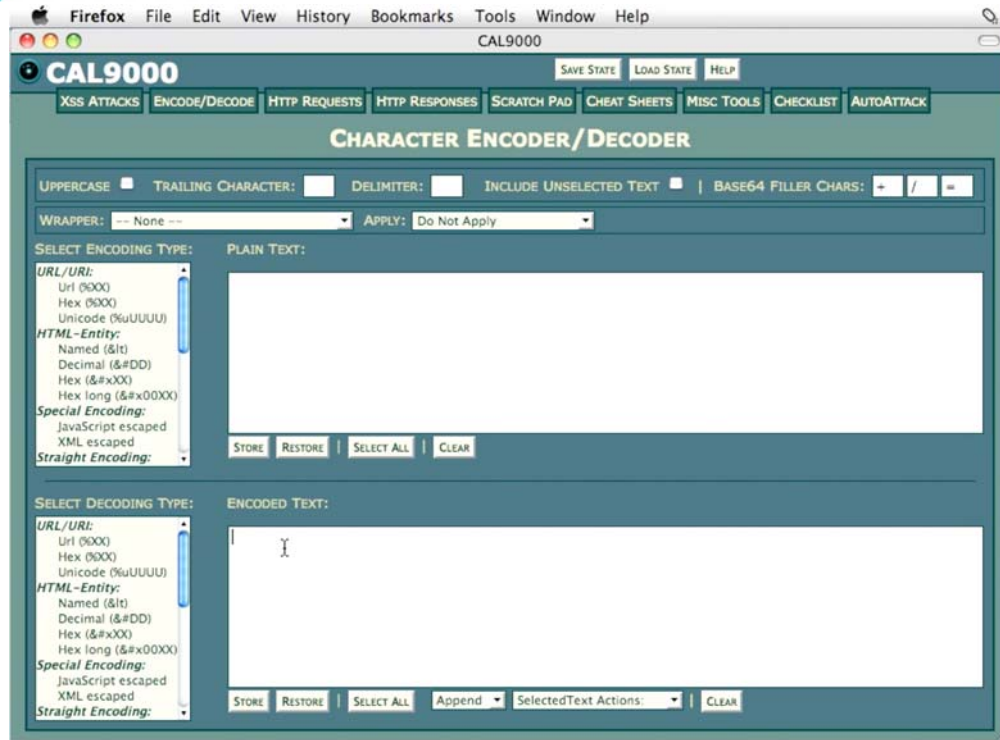 Firefox File Edit View History Bookmarks Tools Window Help
CAL9000
CAL9000
SAVE STATE LOAD STATE HELP
XSS ATTACKS ENCODE/DECODE HTTP REQUESTS HTTP RESPONSES SCRATCH PAD CHEAT SHEETS MISC TOOLS CHECKLIST AUTOATTACK
CHARACTER ENCODER/DECODER
UPPERCASE TRAILING CHARACTER: DELIMITER: INCLUDE UNSELECTED TEXT | BASE64 FILLER CHARS: + / =
WRAPPER: -- None -- APPLY: Do Not Apply
SELECT ENCODING TYPE: PLAIN TEXT:
URL/URI:
Url (%XX)
Hex (%XX)
Unicode (%uUUUU)
HTML-Entity:
Named (&lt)
Decimal (&#DD)
Hex (&#xXX)
Hex long (&#x00XX)
Special Encoding:
JavaScript escaped
XML escaped
Straight Encoding:
STORE RESTORE | SELECT ALL | CLEAR
SELECT DECODING TYPE: ENCODED TEXT:
URL/URI:
Url (%XX)
Hex (%XX)
Unicode (%uUUUU)
HTML-Entity:
Named (&lt)
Decimal (&#DD)
Hex (&#xXX)
Hex long (&#x00XX)
Special Encoding:
JavaScript escaped
XML escaped
Straight Encoding:
STORE RESTORE | SELECT ALL Append SelectedText Actions: | CLEAR